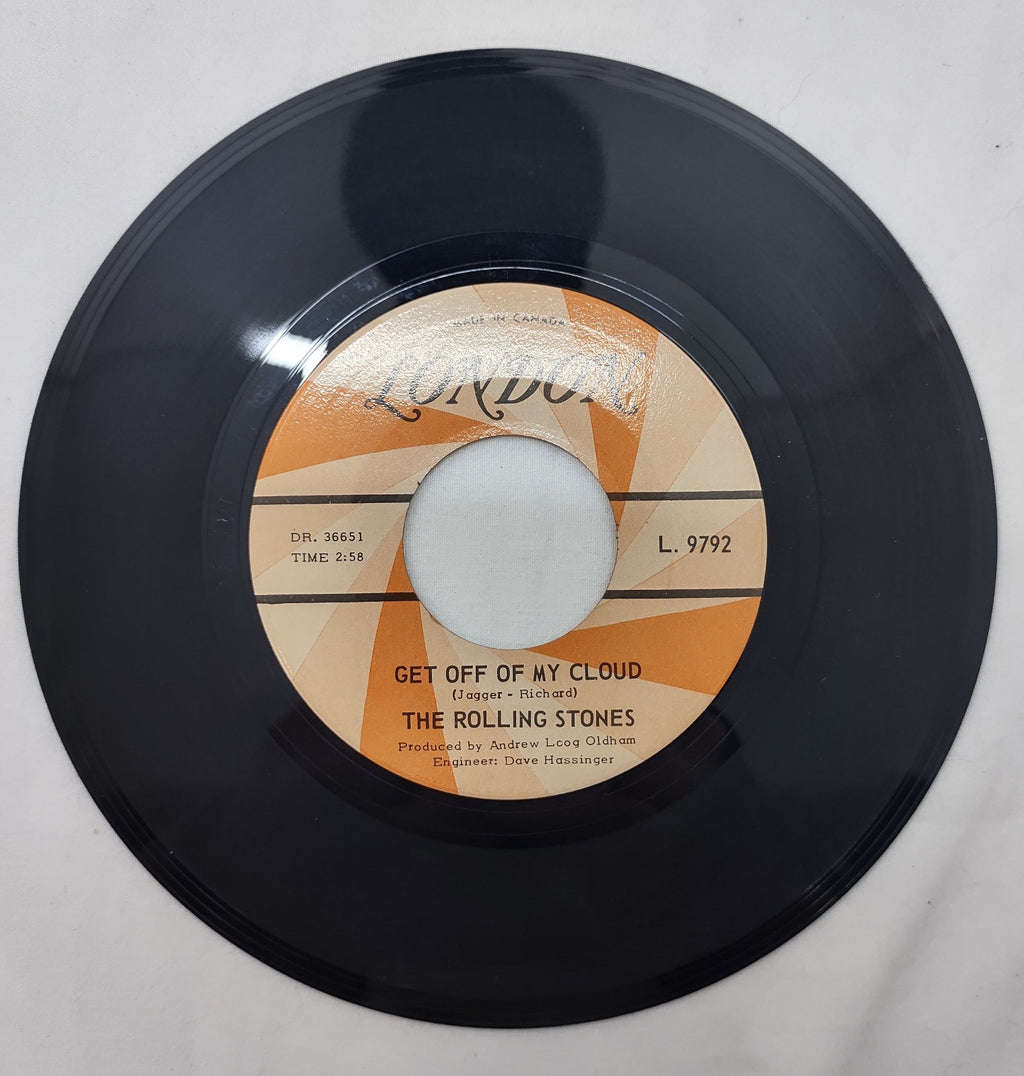 MADE IN CANADA
LONDON
DR. 36651
TIME 2:58
L. 9792
GET OFF OF MY CLOUD
(Jagger - Richard)
THE ROLLING STONES
Produced by Andrew Loog Oldham
Engineer: Dave Hassinger